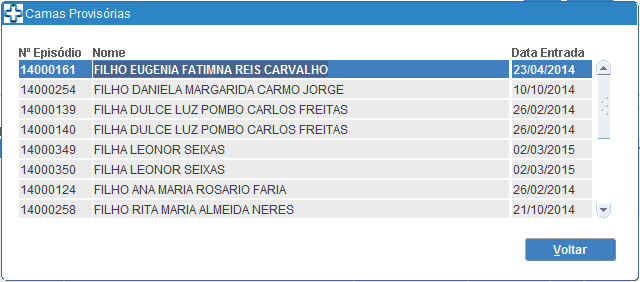 Camas Provisórias
Nº Episódio Nome Data Entrada
14000161 FILHO EUGENIA FATIMNA REIS CARVALHO 23/04/2014
14000254 FILHO DANIELA MARGARIDA CARMO JORGE 10/10/2014
14000139 FILHA DULCE LUZ POMBO CARLOS FREITAS 26/02/2014
14000140 FILHA DULCE LUZ POMBO CARLOS FREITAS 26/02/2014
14000349 FILHA LEONOR SEIXAS 02/03/2015
14000350 FILHA LEONOR SEIXAS 02/03/2015
14000124 FILHO ANA MARIA ROSARIO FARIA 26/02/2014
14000258 FILHO RITA MARIA ALMEIDA NERES 21/10/2014
Voltar